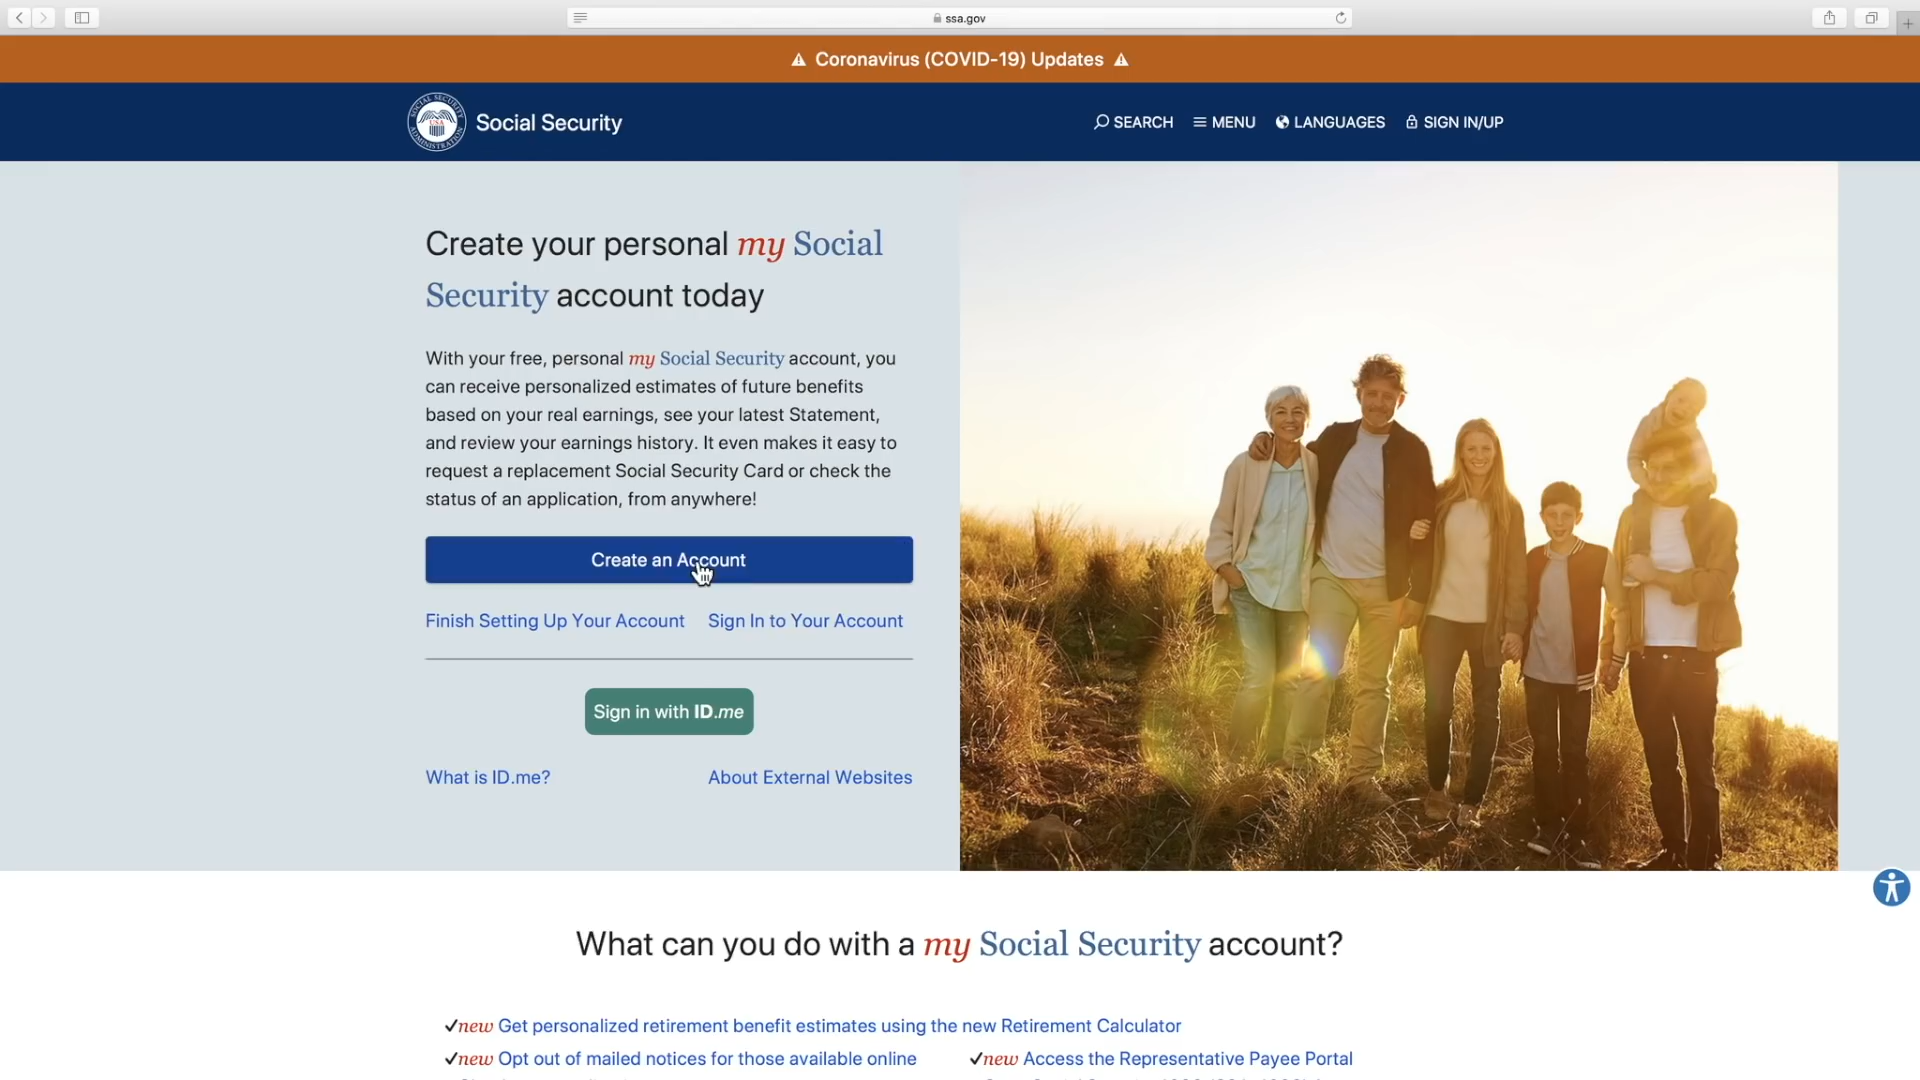 ssa.gov
Coronavirus (COVID-19) Updates
Social Security
SEARCH MENU LANGUAGES SIGN IN/UP
Create your personal my Social
Security account today
With your free, personal my Social Security account, you
can receive personalized estimates of future benefits
based on your real earnings, see your latest Statement,
and review your earnings history. It even makes it easy to
request a replacement Social Security Card or check the
status of an application, from anywhere!
Create an Account
Finish Setting Up Your Account Sign In to Your Account
Sign in with ID.me
What is ID.me? About External Websites
What can you do with a my Social Security account?
✓new Get personalized retirement benefit estimates using the new Retirement Calculator
✓new Opt out of mailed notices for those available online ✓new Access the Representative Payee Portal